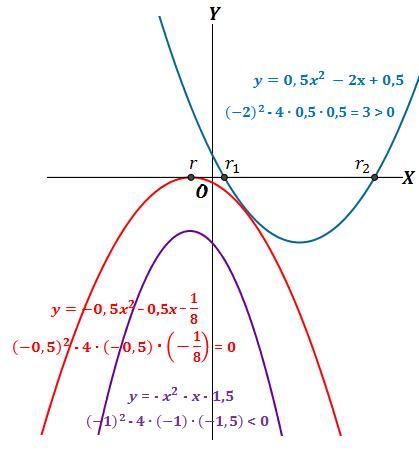 Y
y = 0, 5x² − 2x + 0,5
(−2)² - 4 · 0,5 · 0,5 = 3 > 0
r r₁ r₂ X
O
y = −0, 5x² - 0,5x - 1/8
(−0,5)² - 4 · (−0,5) · (−1/8) = 0
y = - x² - x - 1,5
(−1)² - 4 · (−1) · (−1,5) < 0